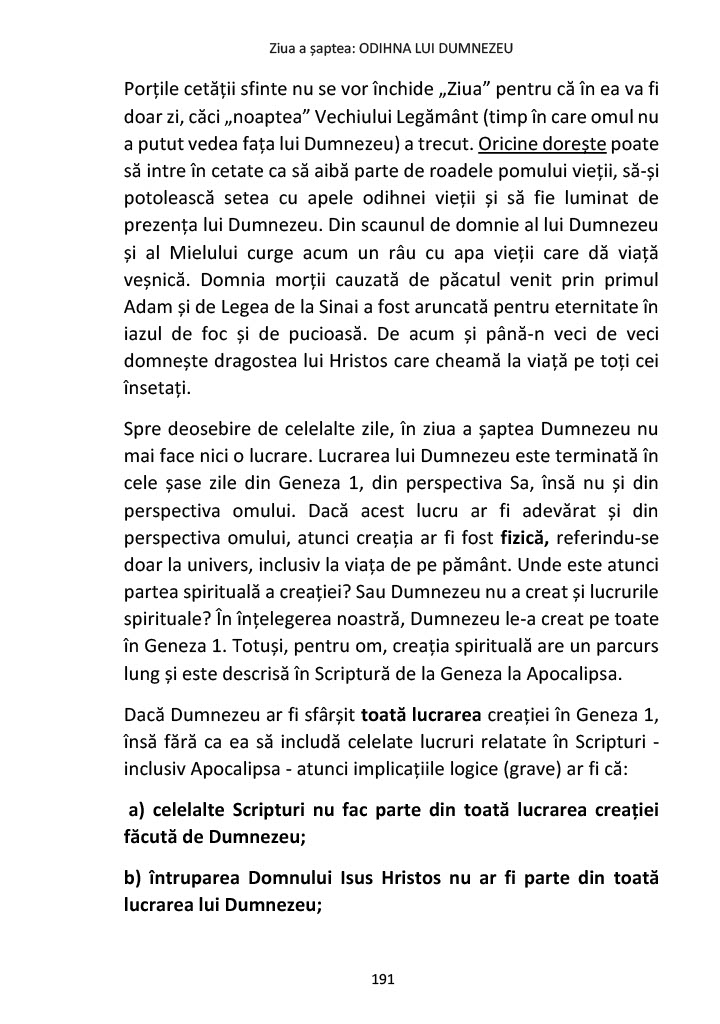 Ziua a șaptea: ODIHNA LUI DUMNEZEU
Porțile cetății sfinte nu se vor închide „Ziua” pentru că în ea va fi
doar zi, căci „noaptea” Vechiului Legământ (timp în care omul nu
a putut vedea fața lui Dumnezeu) a trecut. Oricine dorește poate
să intre în cetate ca să aibă parte de roadele pomului vieții, să-și
potolească setea cu apele odihnei vieții și să fie luminat de
prezența lui Dumnezeu. Din scaunul de domnie al lui Dumnezeu
și al Mielului curge acum un râu cu apa vieții care dă viață
veșnică. Domnia morții cauzată de păcatul venit prin primul
Adam și de Legea de la Sinai a fost aruncată pentru eternitate în
iazul de foc și de pucioasă. De acum și până-n veci de veci
domnește dragostea lui Hristos care cheamă la viață pe toți cei
însetați.
Spre deosebire de celelalte zile, în ziua a șaptea Dumnezeu nu
mai face nici o lucrare. Lucrarea lui Dumnezeu este terminată în
cele șase zile din Geneza 1, din perspectiva Sa, însă nu și din
perspectiva omului. Dacă acest lucru ar fi adevărat și din
perspectiva omului, atunci creația ar fi fost fizică, referindu-se
doar la univers, inclusiv la viața de pe pământ. Unde este atunci
partea spirituală a creației? Sau Dumnezeu nu a creat și lucrurile
spirituale? În înțelegerea noastră, Dumnezeu le-a creat pe toate
în Geneza 1. Totuși, pentru om, creația spirituală are un parcurs
lung și este descrisă în Scriptură de la Geneza la Apocalipsa.
Dacă Dumnezeu ar fi sfârșit toată lucrarea creației în Geneza 1,
însă fără ca ea să includă celelate lucruri relatate în Scripturi -
inclusiv Apocalipsa - atunci implicațiile logice (grave) ar fi că:
a) celelalte Scripturi nu fac parte din toată lucrarea creației
făcută de Dumnezeu;
b) întruparea Domnului Isus Hristos nu ar fi parte din toată
lucrarea lui Dumnezeu;
191